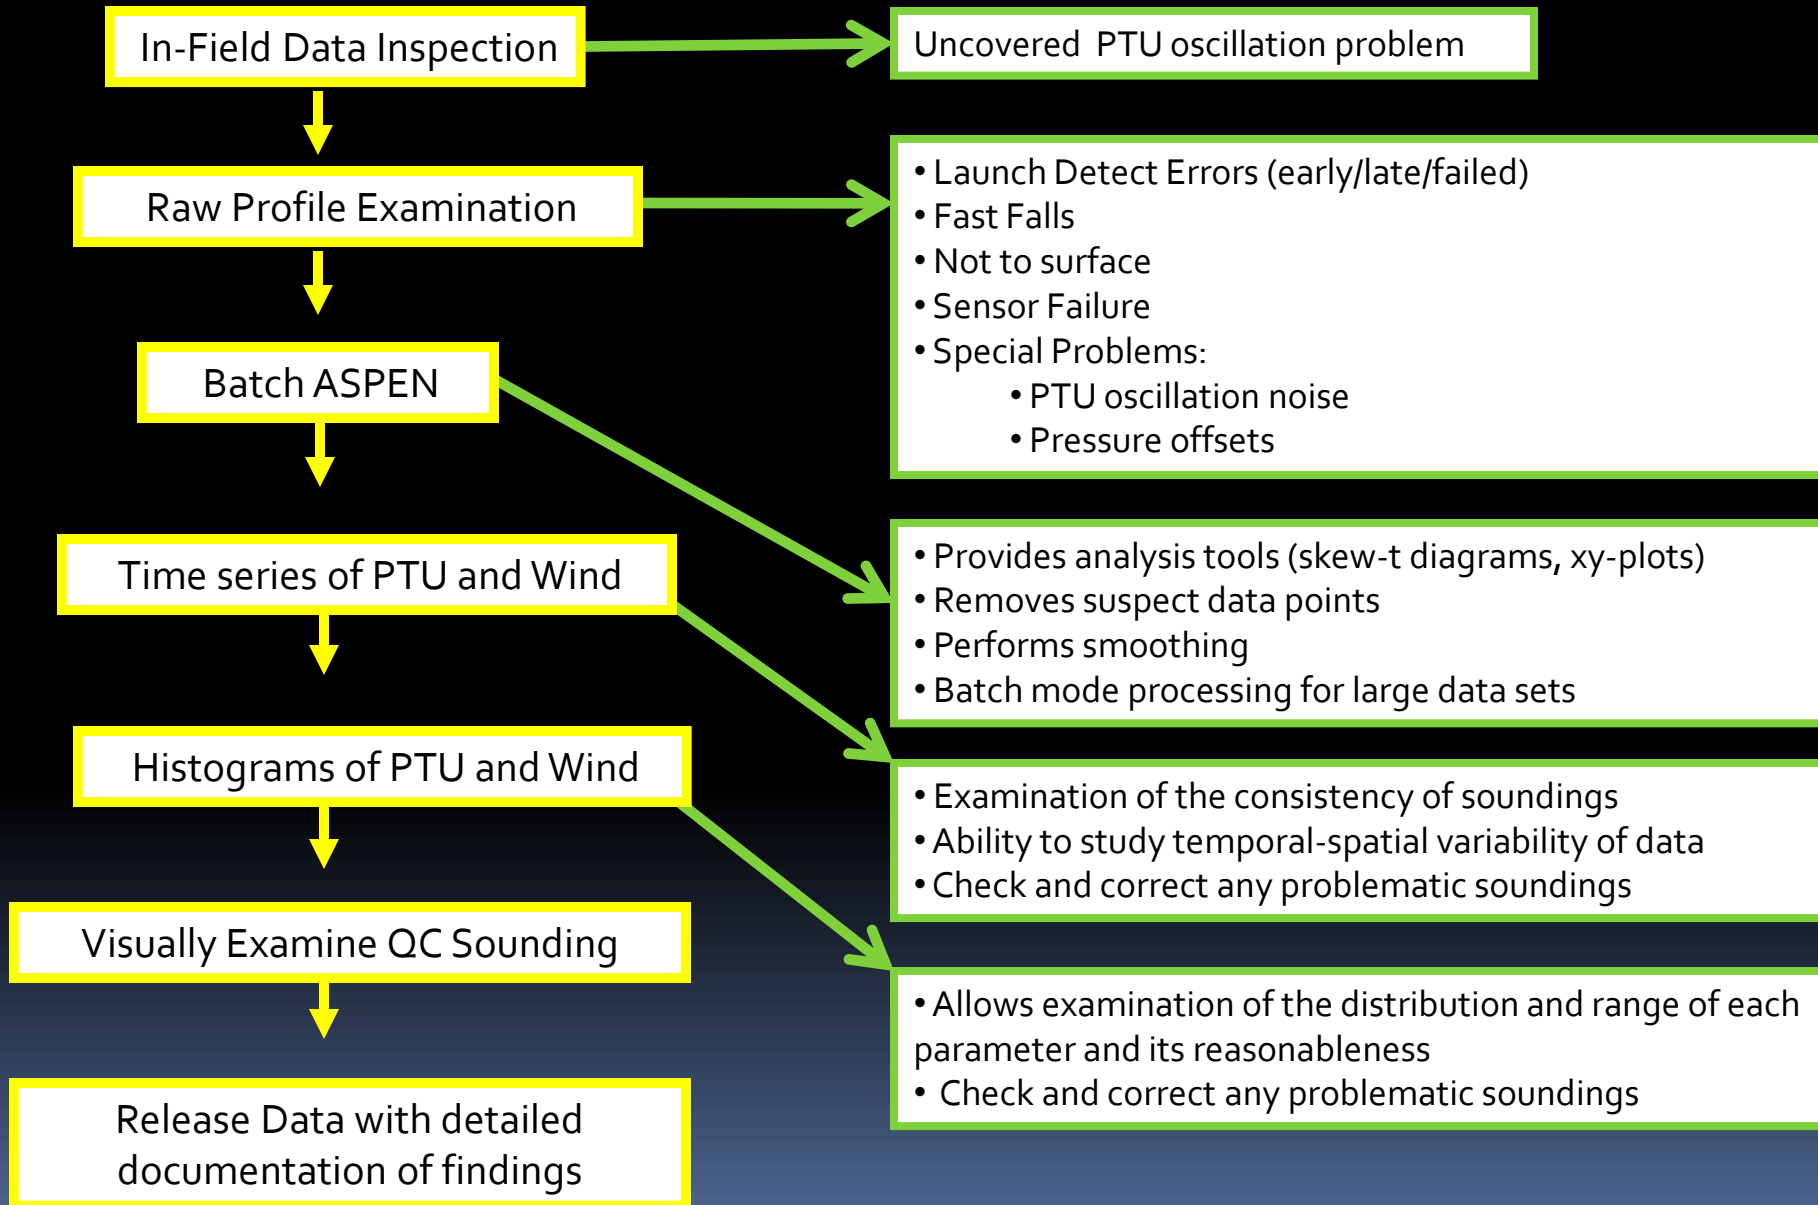 In-Field Data Inspection
Uncovered PTU oscillation problem
Raw Profile Examination
• Launch Detect Errors (early/late/failed)
• Fast Falls
• Not to surface
• Sensor Failure
• Special Problems:
• PTU oscillation noise
• Pressure offsets
Batch ASPEN
• Provides analysis tools (skew-t diagrams, xy-plots)
• Removes suspect data points
• Performs smoothing
• Batch mode processing for large data sets
Time series of PTU and Wind
• Examination of the consistency of soundings
• Ability to study temporal-spatial variability of data
• Check and correct any problematic soundings
Histograms of PTU and Wind
• Allows examination of the distribution and range of each
parameter and its reasonableness
• Check and correct any problematic soundings
Visually Examine QC Sounding
Release Data with detailed
documentation of findings